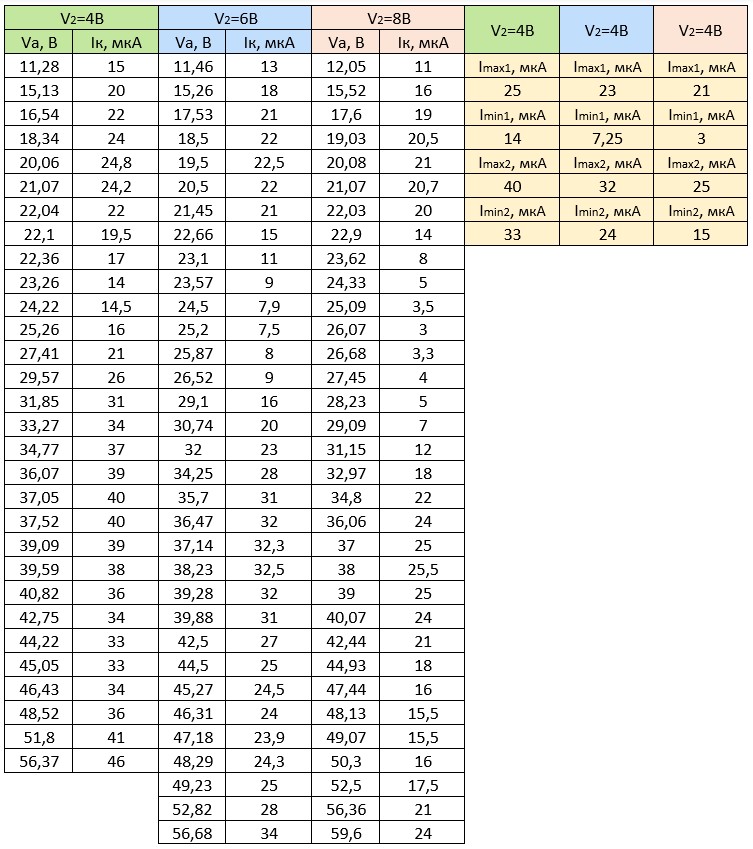 V2=4В V2=6В V2=8В V2=4В V2=4В V2=4В
Vа, В Iк, мкА Vа, В Iк, мкА Vа, В Iк, мкА
11,28 15 11,46 13 12,05 11 Imax1, мкА Imax1, мкА Imax1, мкА
15,13 20 15,26 18 15,52 16 25 23 21
16,54 22 17,53 21 17,6 19 Imin1, мкА Imin1, мкА Imin1, мкА
18,34 24 18,5 22 19,03 20,5 14 7,25 3
20,06 24,8 19,5 22,5 20,08 21 Imax2, мкА Imax2, мкА Imax2, мкА
21,07 24,2 20,5 22 21,07 20,7 40 32 25
22,04 22 21,45 21 22,03 20 Imin2, мкА Imin2, мкА Imin2, мкА
22,1 19,5 22,66 15 22,9 14 33 24 15
22,36 17 23,1 11 23,62 8
23,26 14 23,57 9 24,33 5
24,22 14,5 24,5 7,9 25,09 3,5
25,26 16 25,2 7,5 26,07 3
27,41 21 25,87 8 26,68 3,3
29,57 26 26,52 9 27,45 4
31,85 31 29,1 16 28,23 5
33,27 34 30,74 20 29,09 7
34,77 37 32 23 31,15 12
36,07 39 34,25 28 32,97 18
37,05 40 35,7 31 34,8 22
37,52 40 36,47 32 36,06 24
39,09 39 37,14 32,3 37 25
39,59 38 38,23 32,5 38 25,5
40,82 36 39,28 32 39 25
42,75 34 39,88 31 40,07 24
44,22 33 42,5 27 42,44 21
45,05 33 44,5 25 44,93 18
46,43 34 45,27 24,5 47,44 16
48,52 36 46,31 24 48,13 15,5
51,8 41 47,18 23,9 49,07 15,5
56,37 46 48,29 24,3 50,3 16
49,23 25 52,5 17,5
52,82 28 56,36 21
56,68 34 59,6 24